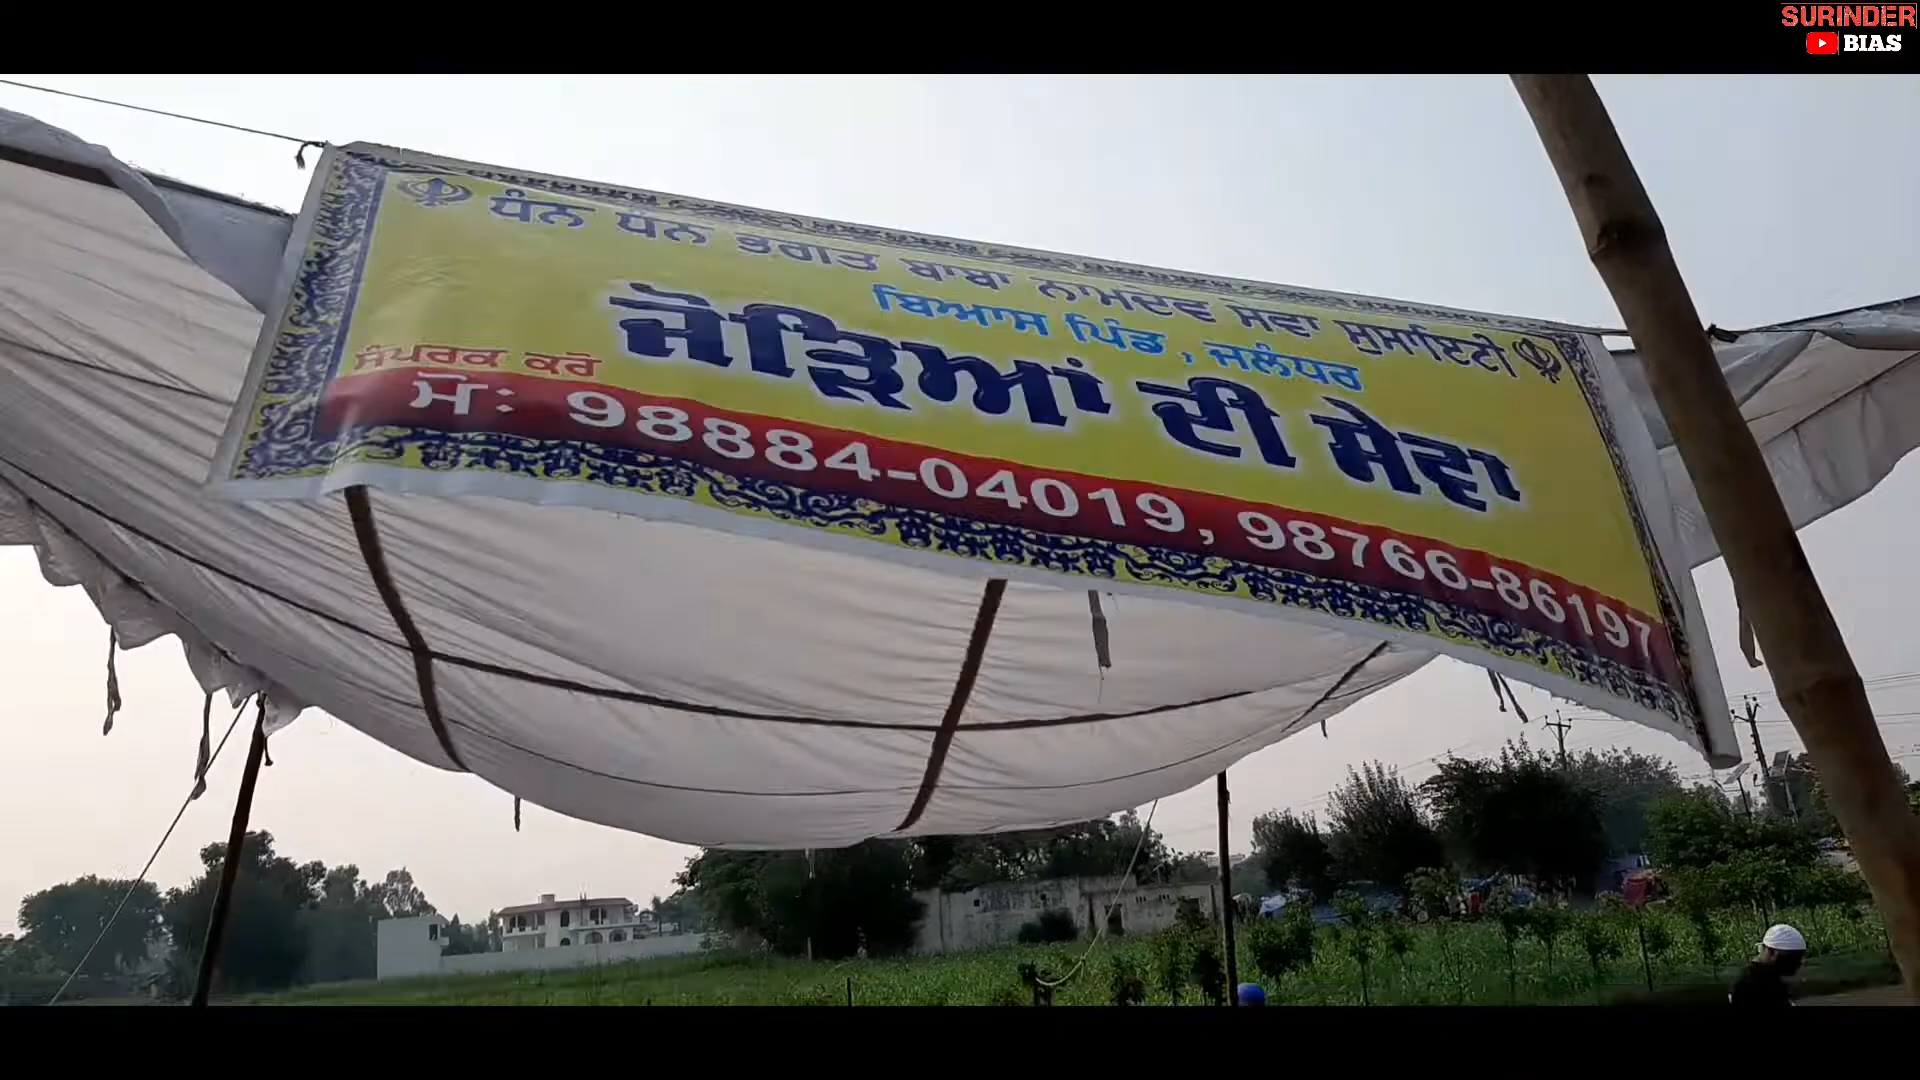 SURINDER
BIAS
ਧੰਨ ਧੰਨ ਭਗਤ ਬਾਬਾ ਨਾਮਦੇਵ ਸੇਵਾ ਸੁਸਾਇਟੀ
ਬਿਆਸ ਪਿੰਡ, ਜਲੰਧਰ
ਜੋੜਿਆਂ ਦੀ ਸੇਵਾ
ਸੰਪਰਕ ਕਰੋ
ਮੋ: 98884-04019, 98766-86197